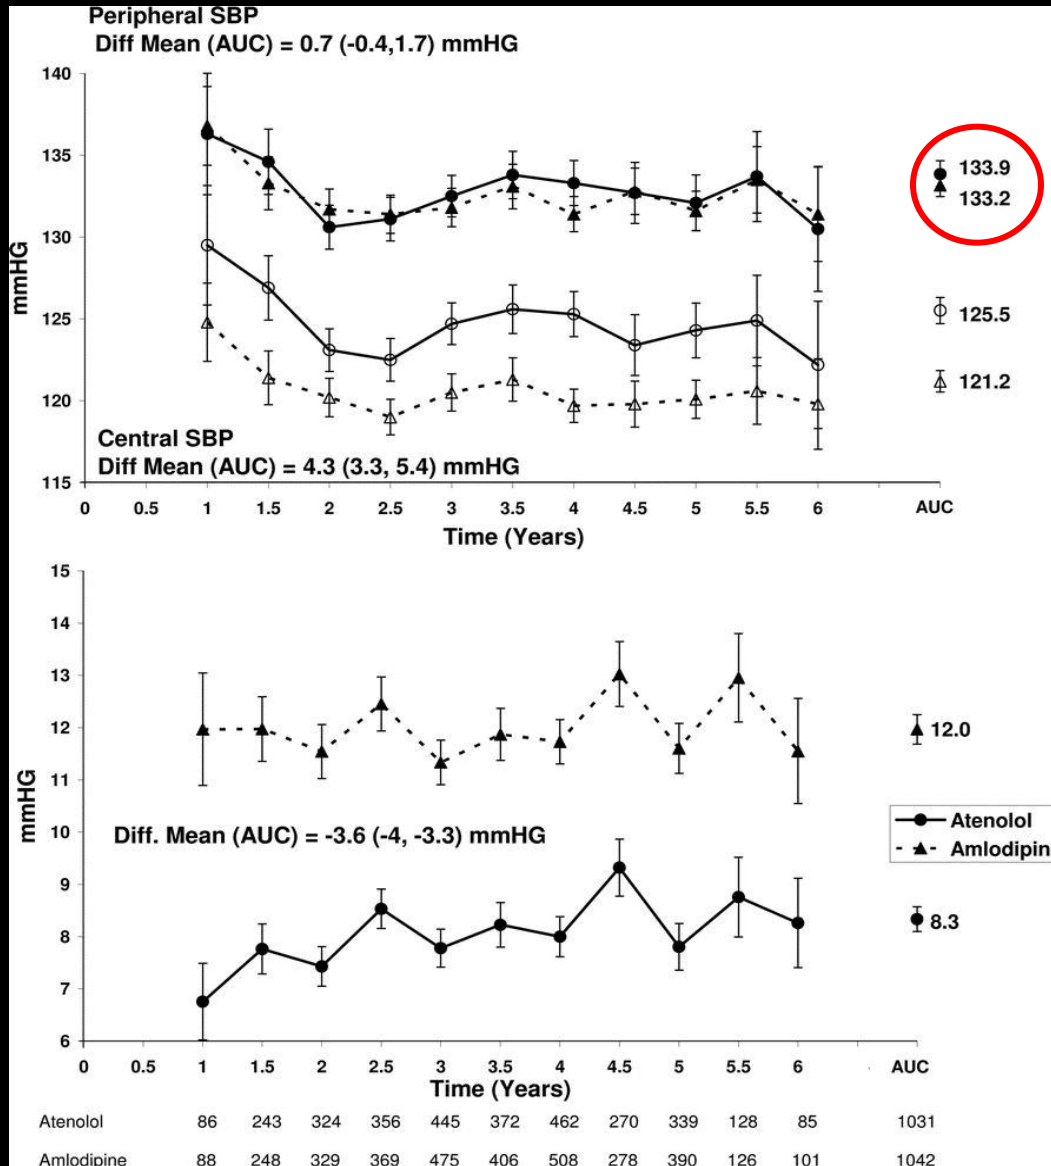 Peripheral SBP
Diff Mean (AUC) = 0.7 (-0.4,1.7) mmHG
140
135
130
125
120
115
mmHG
133.9
133.2
125.5
121.2
Central SBP
Diff Mean (AUC) = 4.3 (3.3, 5.4) mmHG
0 0.5 1 1.5 2 2.5 3 3.5 4 4.5 5 5.5 6 AUC
Time (Years)
15
14
13
12
11
10
9
8
7
6
mmHG
12.0
Diff. Mean (AUC) = -3.6 (-4, -3.3) mmHG
Atenolol
Amlodipin
8.3
0 0.5 1 1.5 2 2.5 3 3.5 4 4.5 5 5.5 6 AUC
Time (Years)
Atenolol 86 243 324 356 445 372 462 270 339 128 85 1031
Amlodipine 88 248 329 369 475 406 508 278 390 126 101 1042